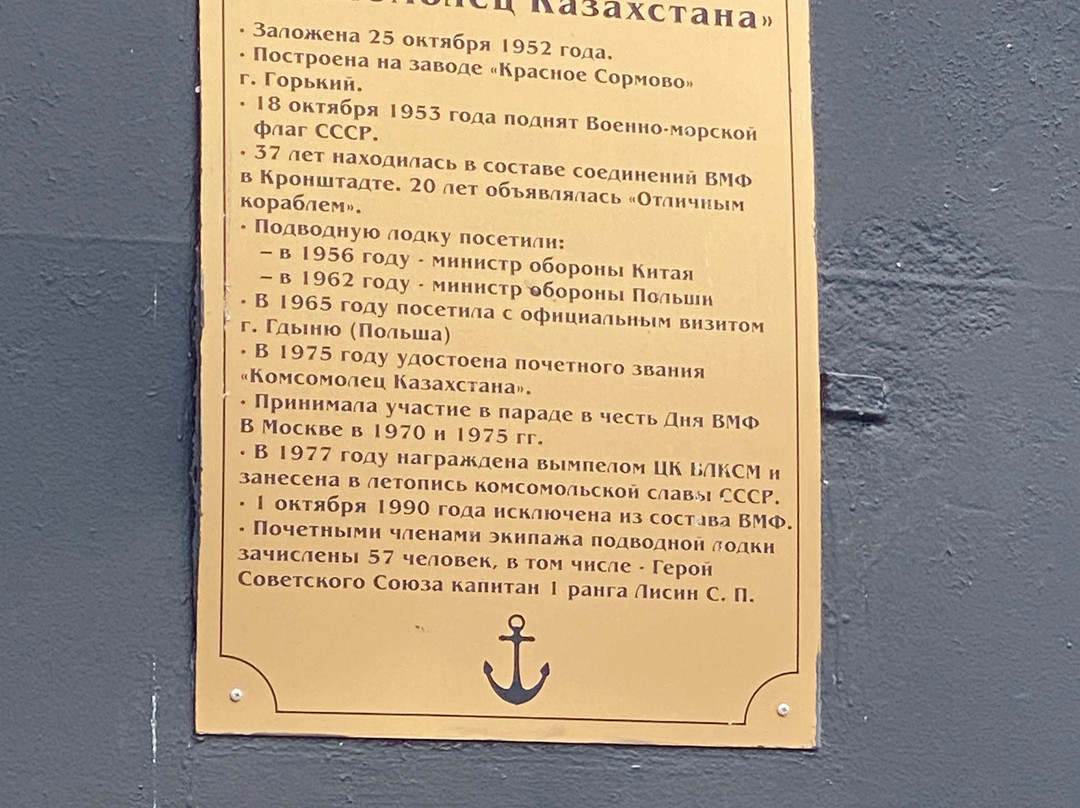 Казахстана»
· Заложена 25 октября 1952 года.
· Построена на заводе «Красное Сормово»
г. Горький.
· 18 октября 1953 года поднят Военно-морской
флаг СССР.
· 37 лет находилась в составе соединений ВМФ
в Кронштадте. 20 лет объявлялась «Отличным
кораблем».
· Подводную лодку посетили:
– в 1956 году - министр обороны Китая
– в 1962 году - министр обороны Польши
· В 1965 году посетила с официальным визитом
г. Гдыню (Польша)
· В 1975 году удостоена почетного звания
«Комсомолец Казахстана».
· Принимала участие в параде в честь Дня ВМФ
В Москве в 1970 и 1975 гг.
· В 1977 году награждена вымпелом ЦК ВЛКСМ и
занесена в летопись комсомольской славы СССР.
· 1 октября 1990 года исключена из состава ВМФ.
· Почетными членами экипажа подводной лодки
зачислены 57 человек, в том числе - Герой
Советского Союза капитан 1 ранга Лисин С. П.